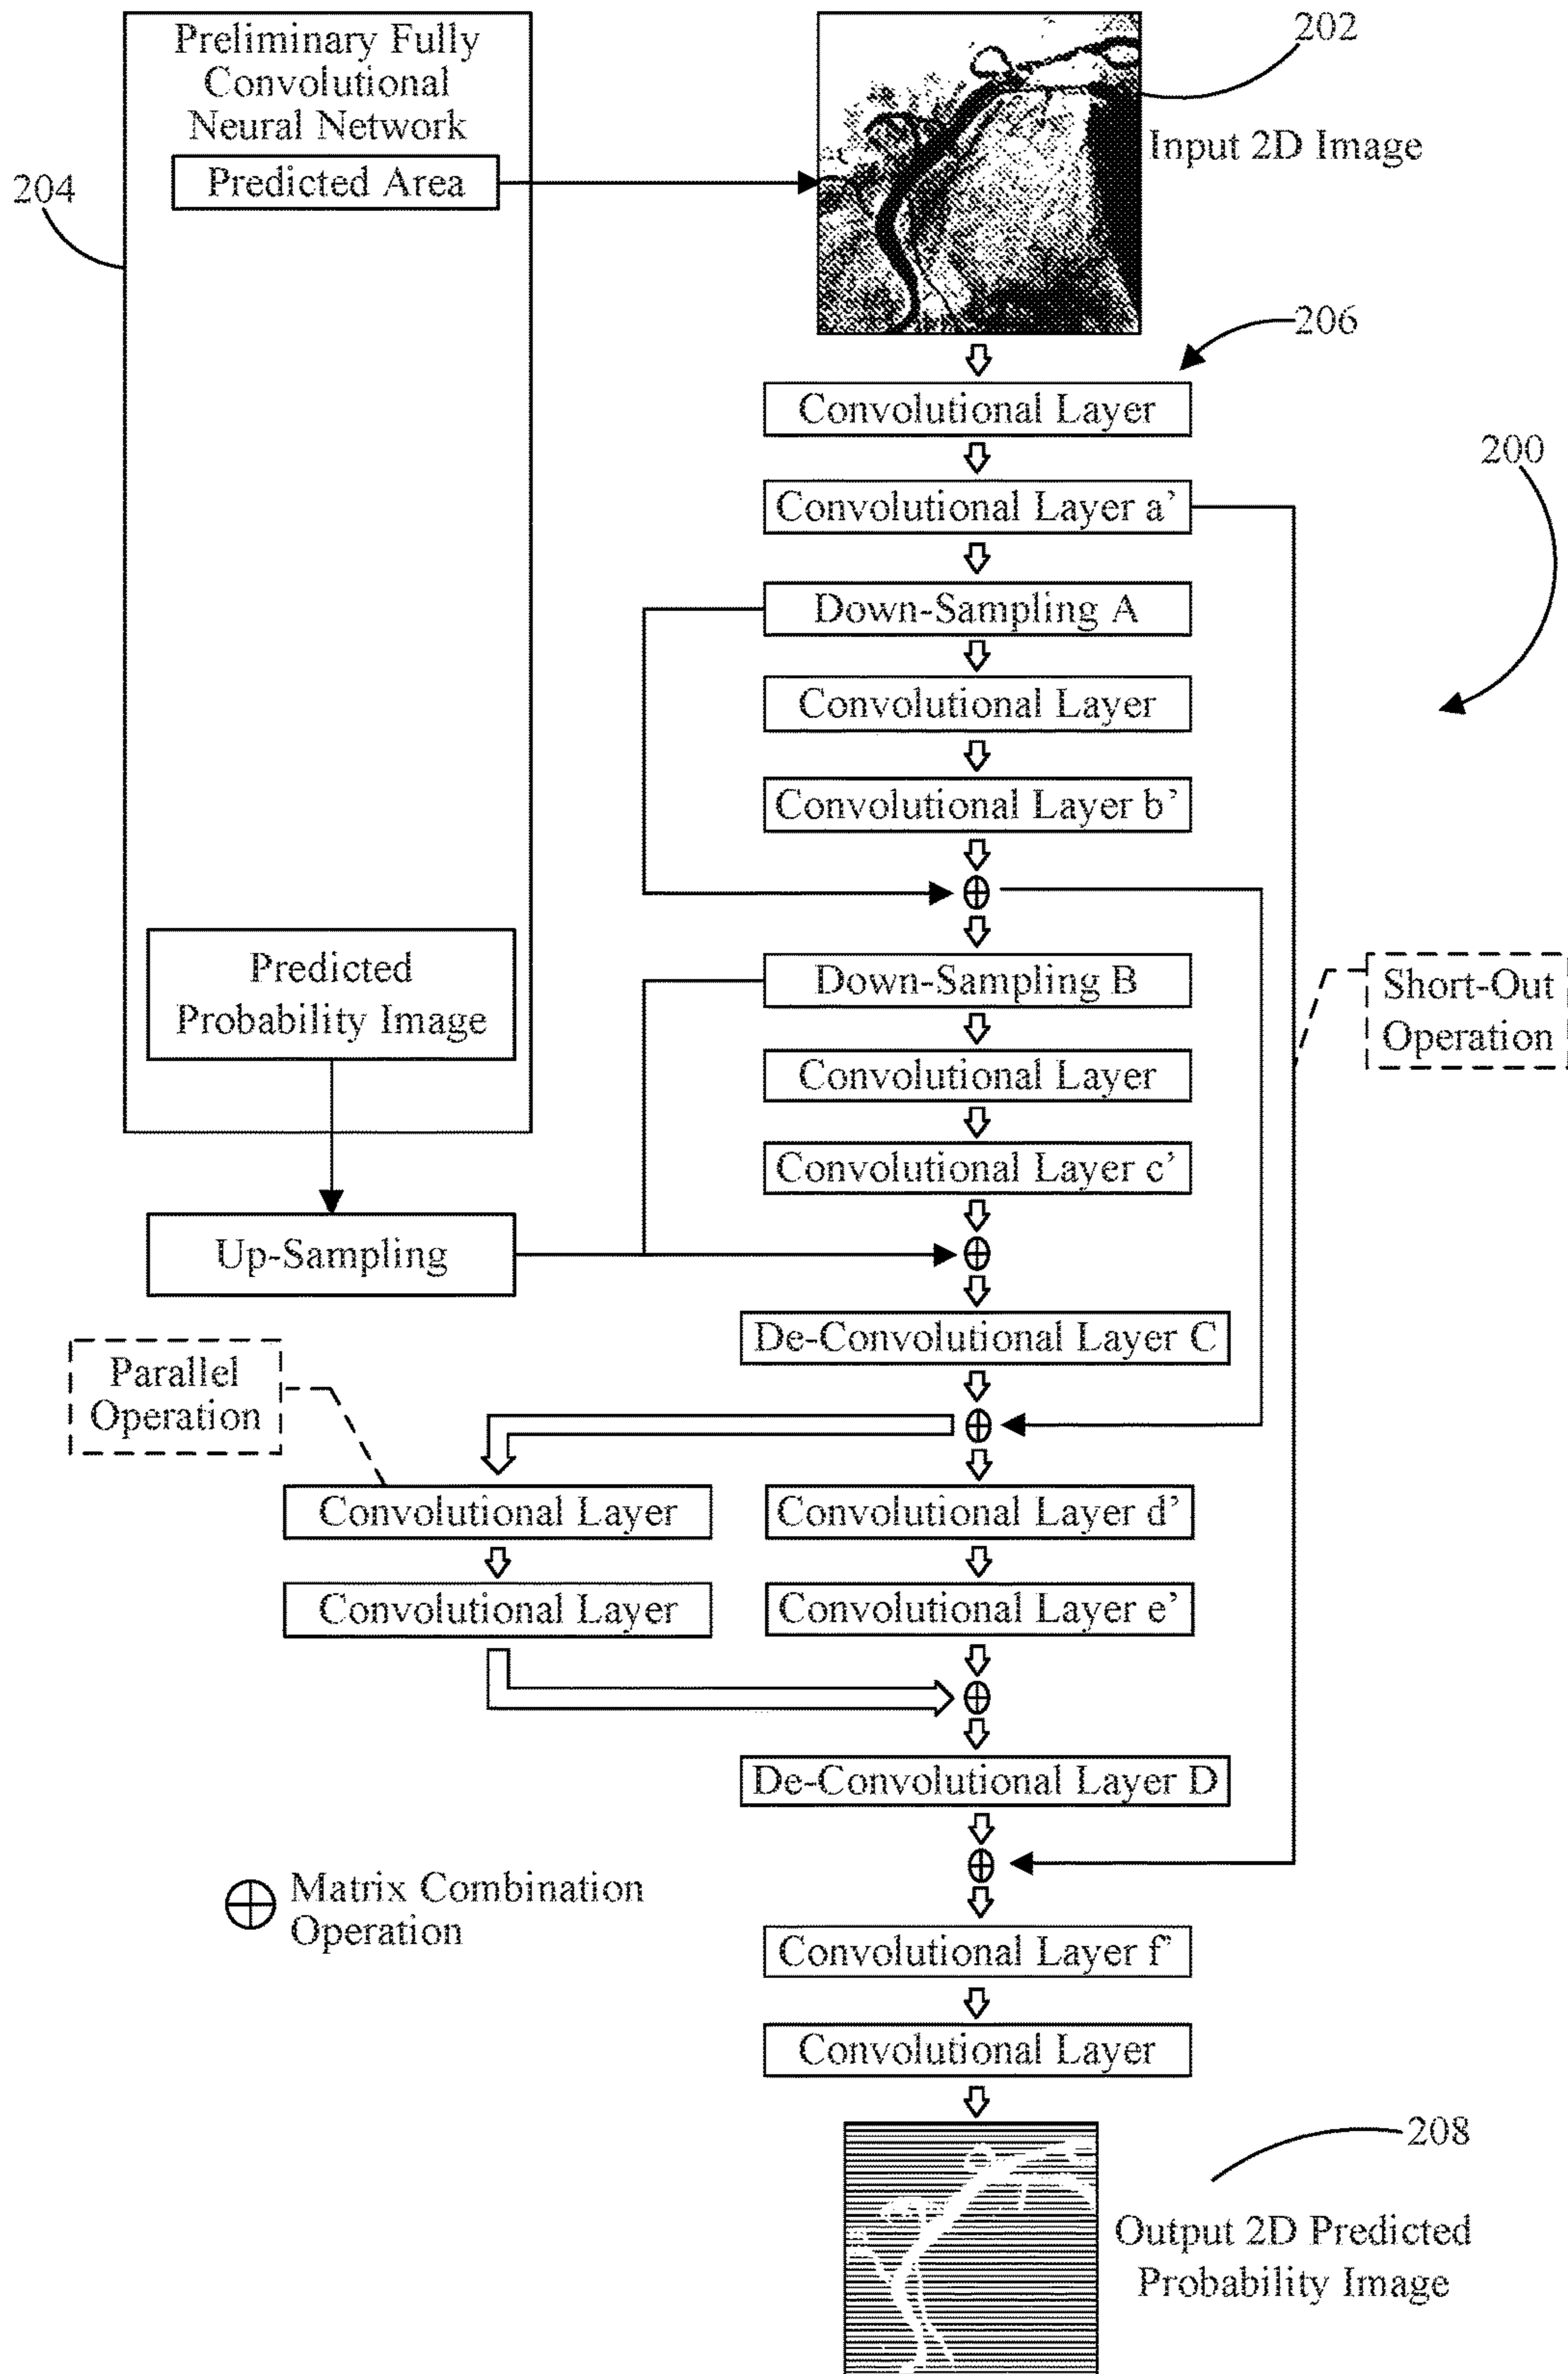 Preliminary Fully
Convolutional
Neural Network
Predicted Area
204
202
Input 2D Image
206
200
Convolutional Layer
Convolutional Layer a’
Down-Sampling A
Convolutional Layer
Convolutional Layer b’
Predicted
Probability Image
Down-Sampling B
Short-Out
Operation
Convolutional Layer
Convolutional Layer c’
Up-Sampling
De-Convolutional Layer C
Parallel
Operation
Convolutional Layer
Convolutional Layer d’
Convolutional Layer
Convolutional Layer e’
De-Convolutional Layer D
Matrix Combination
Operation
Convolutional Layer f’
Convolutional Layer
208
Output 2D Predicted
Probability Image